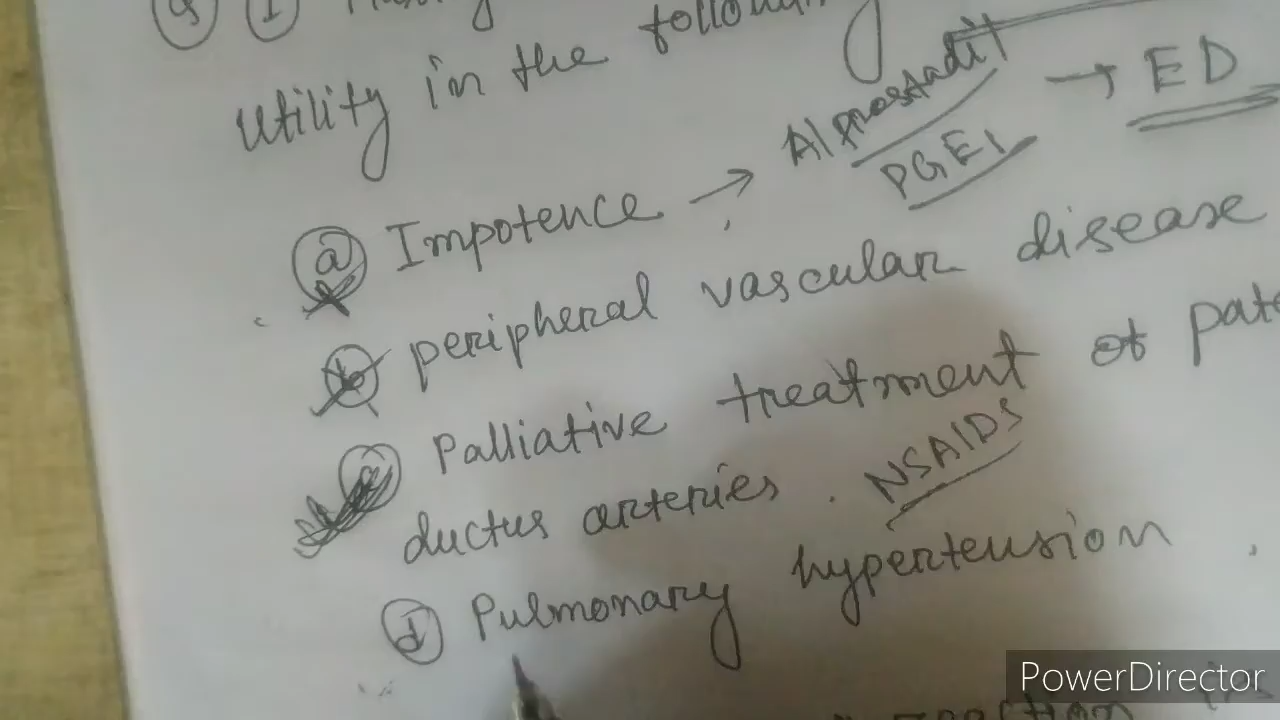 utility in the following
Alprostadil → ED
PGE1
(a) Impotence →
(b) peripheral vascular disease
(c) Palliative treatment of pate
ductus arteries. NSAIDS
(d) Pulmonary hypertension.
PowerDirector